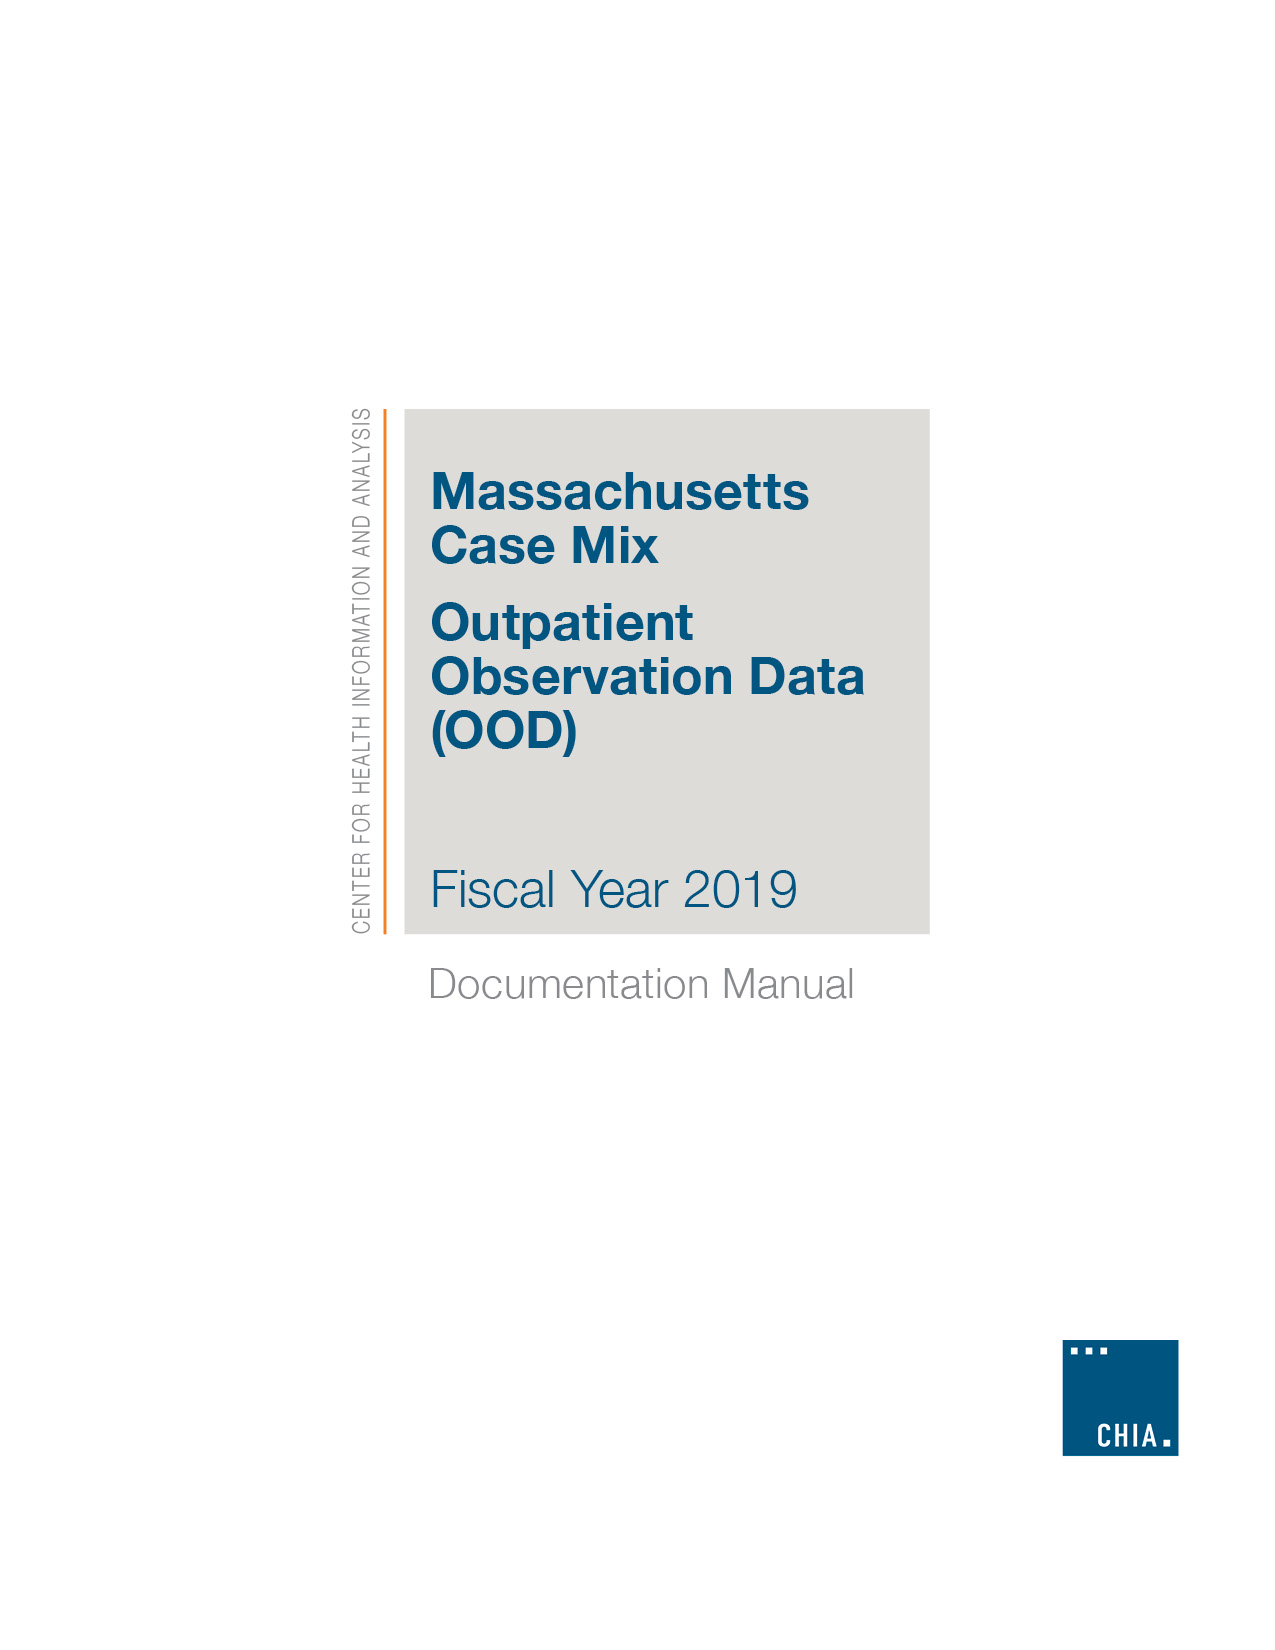 CENTER FOR HEALTH INFORMATION AND ANALYSIS
Massachusetts
Case Mix
Outpatient
Observation Data
(OOD)
Fiscal Year 2019
Documentation Manual
CHIA.